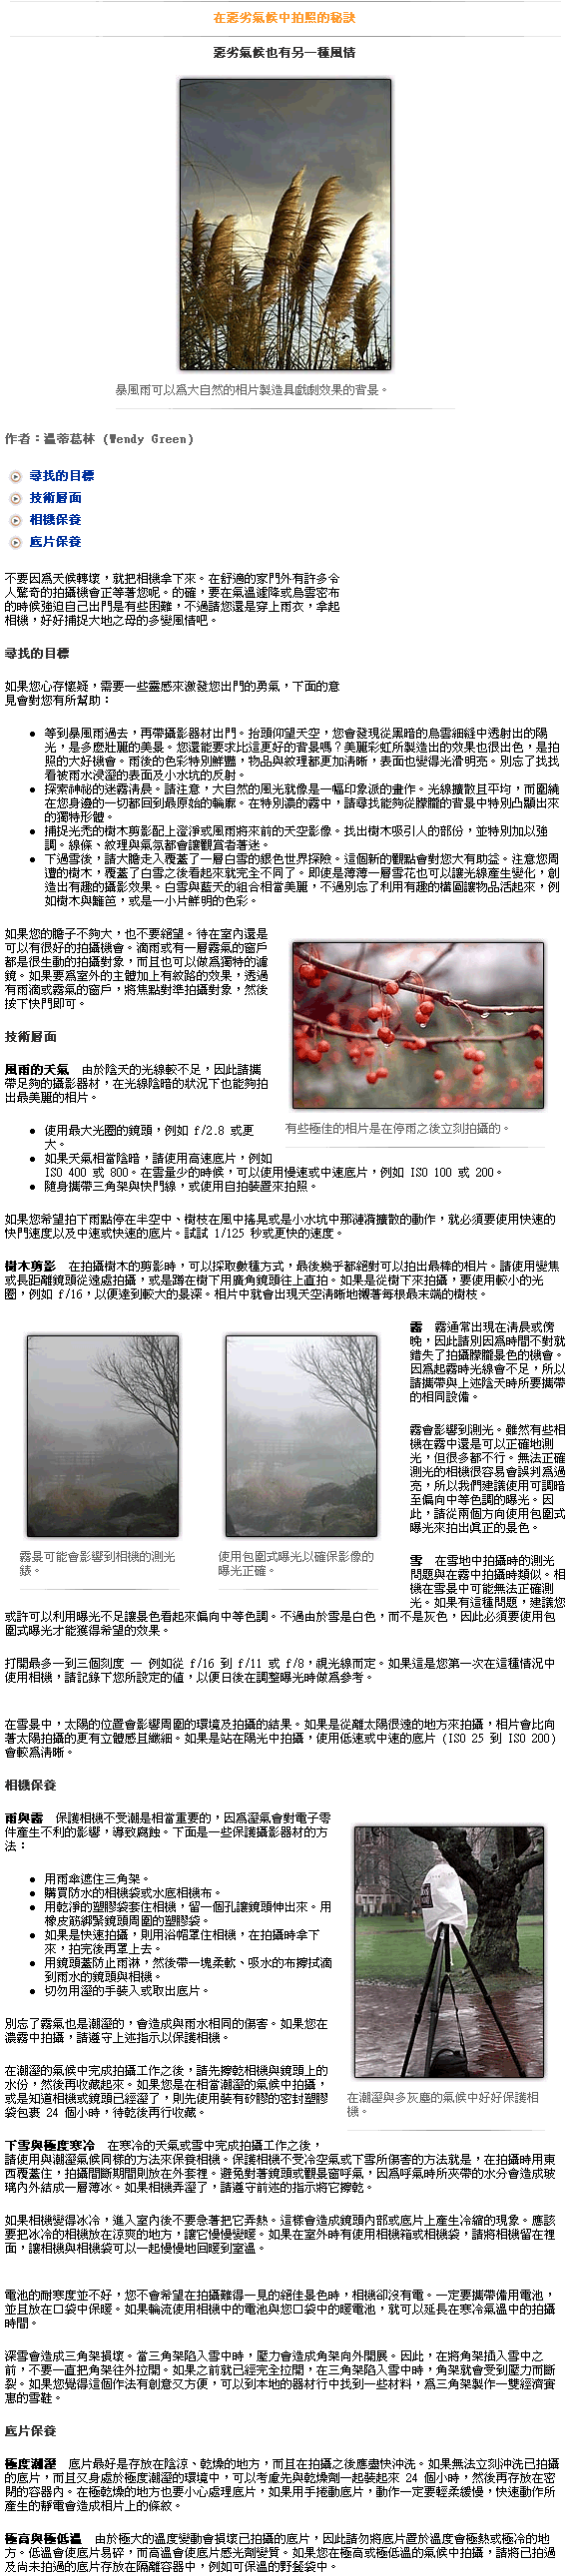 在惡劣氣候中拍照的秘訣
惡劣氣候也有另一種風情
暴風雨可以為大自然的相片製造具戲劇效果的背景。
作者：溫蒂葛林 (Wendy Green)
尋找的目標
技術層面
相機保養
底片保養
不要因為天候轉壞，就把相機拿下來。在舒適的家門外有許多令
人驚奇的拍攝機會正等著您呢。的確，要在氣溫遽降或烏雲密布
的時候強迫自己出門是有些困難，不過請您還是穿上雨衣，拿起
相機，好好捕捉大地之母的多變風情吧。
尋找的目標
如果您心存懷疑，需要一些靈感來激發您出門的勇氣，下面的意
見會對您有所幫助：
等到暴風雨過去，再帶攝影器材出門。抬頭仰望天空，您會發現從黑暗的烏雲細縫中透射出的陽
光，是多麼壯麗的美景。您還能要求比這更好的背景嗎？美麗彩虹所製造出的效果也很出色，是拍
照的大好機會。雨後的色彩特別鮮豔，物品與紋理都更加清晰，表面也變得光滑明亮。別忘了找找
看被雨水浸溼的表面及小水坑的反射。
探索神祕的迷霧清晨。請注意，大自然的風光就像是一幅印象派的畫作。光線擴散且平均，而圍繞
在您身邊的一切都回到最原始的輪廓。在特別濃的霧中，請尋找能夠從朦朧的背景中特別凸顯出來
的獨特形體。
捕捉光禿的樹木剪影配上澄淨或風雨將來前的天空影像。找出樹木吸引人的部份，並特別加以強
調。線條、紋理與氣氛都會讓觀賞者著迷。
下過雪後，請大膽走入覆蓋了一層白雪的銀色世界探險。這個新的觀點會對您大有助益。注意您周
遭的樹木，覆蓋了白雪之後看起來就完全不同了。即使是薄薄一層雪花也可以讓光線產生變化，創
造出有趣的攝影效果。白雪與藍天的組合相當美麗，不過別忘了利用有趣的構圖讓物品活起來，例
如樹木與籬笆，或是一小片鮮明的色彩。
如果您的膽子不夠大，也不要絕望。待在室內還是
可以有很好的拍攝機會。滴雨或有一層霧氣的窗戶
都是很生動的拍攝對象，而且也可以做為獨特的濾
鏡。如果要為室外的主體加上有紋路的效果，透過
有雨滴或霧氣的窗戶，將焦點對準拍攝對象，然後
按下快門即可。
有些極佳的片是在停雨之後立刻拍攝的。
技術層面
風雨的天氣　由於陰天的光線較不足，因此請攜
帶足夠的攝影器材，在光線陰暗的狀況下也能夠拍
出最美麗的相片。
使用最大光圈的鏡頭，例如 f/2.8 或更
大。
如果天氣相當陰暗，請使用高速底片，例如
ISO 400 或 800。在雲量少的時候，可以使用慢速或中速底片，例如 ISO 100 或 200。
隨身攜帶三角架與快門線，或使用自拍裝置來拍照。
如果您希望拍下雨點停在半空中、樹枝在風中搖晃或是小水坑中那漣漪擴散的動作，就必須要使用快速的
快門速度以及中速或快速的底片。試試 1/125 秒或更快的速度。
樹木剪影　在拍攝樹木的剪影時，可以採取數種方式，最後幾乎都絕對可以拍出最棒的相片。請使用變焦
或長距離鏡頭從遠處拍攝，或是蹲在樹下用廣角鏡頭往上直拍。如果是從樹下來拍攝，要使用較小的光
圈，例如 f/16，以便達到較大的景深。相片中就會出現天空清晰地襯著每根最末端的樹枝。
霧景可能會影響到相機的測光
錶。
使用包圍式曝光以確保影像的
曝光正確。
霧　霧通常出現在清晨或傍
晚，因此請別因為時間不對就
錯失了拍攝朦朧景色的機會。
因為起霧時光線會不足，所以
請攜帶與上述陰天時所要攜帶
的相同設備。
霧會影響到測光。雖然有些相
機在霧中還是可以正確地測
光，但很多都不行。無法正確
測光的相機很容易會誤判為過
亮，所以我們建議使用可調暗
至偏向中等色調的曝光。因
此，請從兩個方向使用包圍式
曝光來拍出真正的景色。
雪　在雪地中拍攝時的測光
問題與在霧中拍攝時類似。相
機在雪景中可能無法正確測
光。如果有這種問題，建議您
或許可以利用曝光不足讓景色看起來偏向中等色調。不過由於雪是白色，而不是灰色，因此必須要使用包
圍式曝光才能獲得希望的效果。
打開最多一到三個刻度 — 例如從 f/16 到 f/11 或 f/8，視光線而定。如果這是您第一次在這種情況中
使用相機，請記錄下您所設定的值，以便日後在調整曝光時做為參考。
在雪景中，太陽的位置會影響周圍的環境及拍攝的結果。如果是從離太陽很遠的地方來拍攝，相片會比向
著太陽拍攝的更有立體感且纖細。如果是站在陽光中拍攝，使用低速或中速的底片 (ISO 25 到 ISO 200)
會較為清晰。
相機保養
雨與霧　保護相機不受潮是相當重要的，因為溼氣會對電子零
件產生不利的影響，導致腐蝕。下面是一些保護攝影器材的方
法：
用雨傘遮住三角架。
購買防水的相機袋或水底相機布。
用乾淨的塑膠袋套住相機，留一個孔讓鏡頭伸出來。用
橡皮筋綁緊鏡頭周圍的塑膠袋。
如果是快速拍攝，則用浴帽罩住相機，在拍攝時拿下
來，拍完後再罩上去。
用鏡頭蓋防止雨淋，然後帶一塊柔軟、吸水的布擦拭滴
到雨水的鏡頭與相機。
切勿用溼的手裝入或取出底片。
別忘了霧氣也是潮溼的，會造成與雨水相同的傷害。如果您在
濃霧中拍攝，請遵守上述指示以保護相機。
在潮溼與多灰塵的氣候中好好保護相
機。
在潮溼的氣候中完成拍攝工作之後，請先擦乾相機與鏡頭上的
水份，然後再收藏起來。如果您是在相當潮溼的氣候中拍攝，
或是知道相機或鏡頭已經溼了，則先使用裝有矽膠的密封塑膠
袋包裹 24 個小時，待乾後再行收藏。
下雪與極度寒冷　在寒冷的天氣或雪中完成拍攝工作之後，
請使用與潮溼氣候同樣的方法來保養相機。保護相機不受冷空氣或下雪所傷害的方法就是，在拍攝時用東
西覆蓋住，拍攝間斷期間則放在外套裡。避免對著鏡頭或觀景窗呼氣，因為呼氣時所夾帶的水分會造成玻
璃內外結成一層薄冰。如果相機弄溼了，請遵守前述的指示將它擦乾。
如果相機變得冰冷，進入室內後不要急著把它弄熱。這樣會造成鏡頭內部或底片上產生冷縮的現象。應該
要把冰冷的相機放在涼爽的地方，讓它慢慢變暖。如果在室外時有使用相機箱或相機袋，請將相機留在裡
面，讓相機與相機袋可以一起慢慢地回暖到室溫。
電池的耐寒度並不好，您不會希望在拍攝難得一見的絕佳景色時，相機卻沒有電。一定要攜帶備用電池，
並且放在口袋中保暖。如果輪流使用相機中的電池與您口袋中的暖電池，就可以延長在寒冷氣溫中的拍攝
時間。
深雪會造成三角架損壞。當三角架陷入雪中時，壓力會造成角架向外開展。因此，在將角架插入雪中之
前，不要一直把角架往外拉開。如果之前就已經完全拉開，在三角架陷入雪中時，角架就會受到壓力而斷
裂。如果您覺得這個作法有創意又方便，可以到本地的器材行中找到一些材料，為三角架製作一雙經濟實
惠的雪鞋。
底片保養
極度潮溼　底片最好是存放在陰涼、乾燥的地方，而且在拍攝之後應盡快沖洗。如果無法立刻沖洗已拍攝
的底片，而且又身處於極度潮溼的環境中，可以考慮先與乾燥劑一起裝起來 24 個小時，然後再存放在密
閉的容器內。在極乾燥的地方也要小心處理底片，如果用手捲動底片，動作一定要輕柔緩慢，快速動作所
產生的靜電會造成相片上的條紋。
極高與極低溫　由於極大的溫度變動會損壞已拍攝的底片，因此請勿將底片置於溫度會極熱或極冷的地
方。低溫會使底片易碎，而高溫會使底片感光劑變質。如果您在極高或極低溫的氣候中拍攝，請將已拍過
及尚未拍過的底片存放在隔離容器中，例如可保溫的野餐袋中。